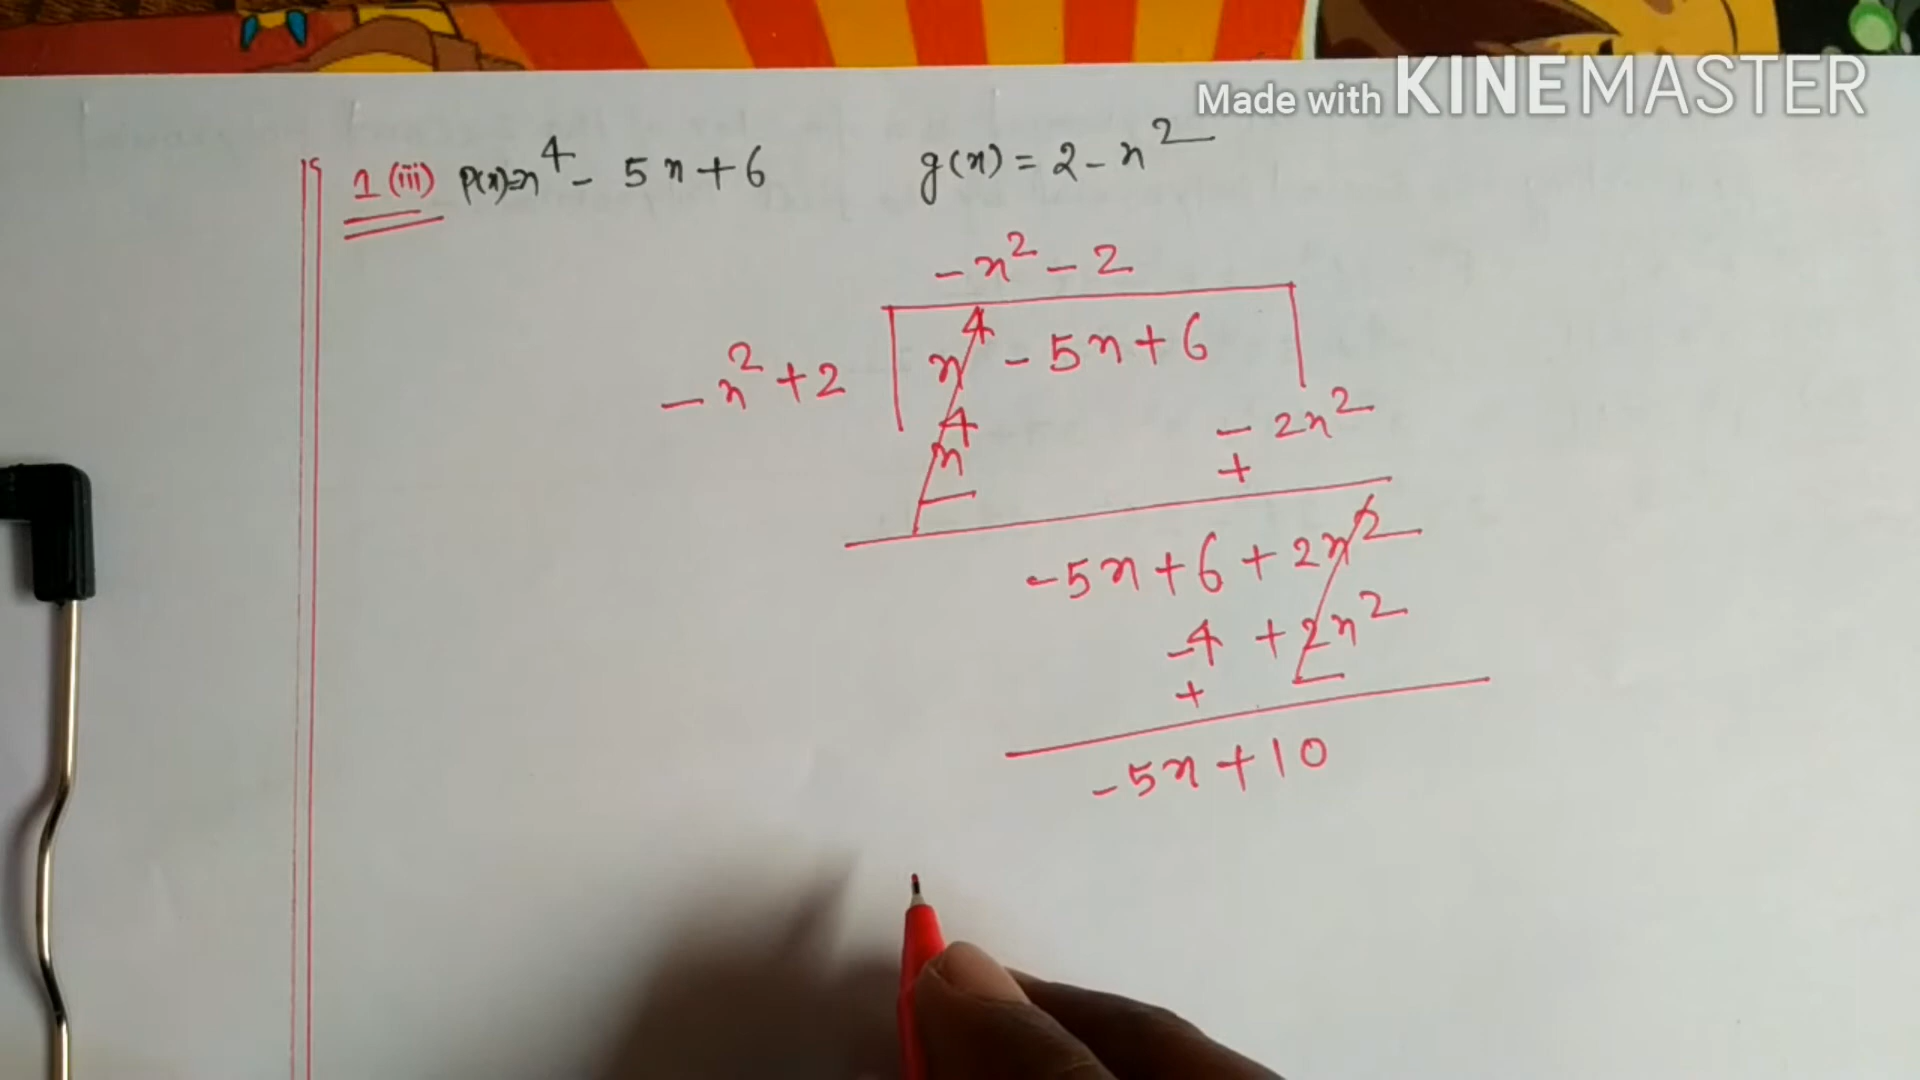 Made with KINEMASTER
1 (iii) p(x)=x⁴ - 5x + 6 g(x) = 2 - x²
-x² - 2
-x² + 2 x⁴ - 5x + 6
x⁴ - 2x²
- +
-5x + 6 + 2x²
-4 + 2x²
+ -
-5x + 10